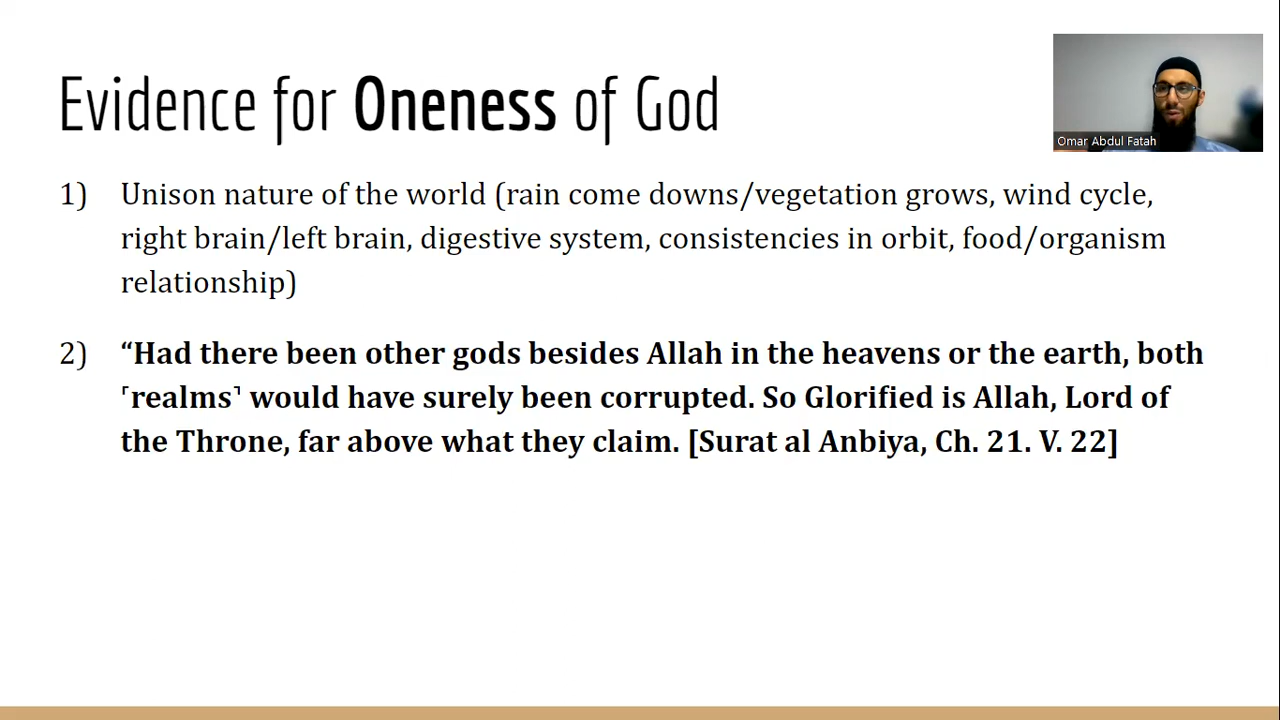 Evidence for Oneness of God
Omar Abdul Fatah
1) Unison nature of the world (rain come downs/vegetation grows, wind cycle,
right brain/left brain, digestive system, consistencies in orbit, food/organism
relationship)
2) “Had there been other gods besides Allah in the heavens or the earth, both
⸢realms⸣ would have surely been corrupted. So Glorified is Allah, Lord of
the Throne, far above what they claim. [Surat al Anbiya, Ch. 21. V. 22]